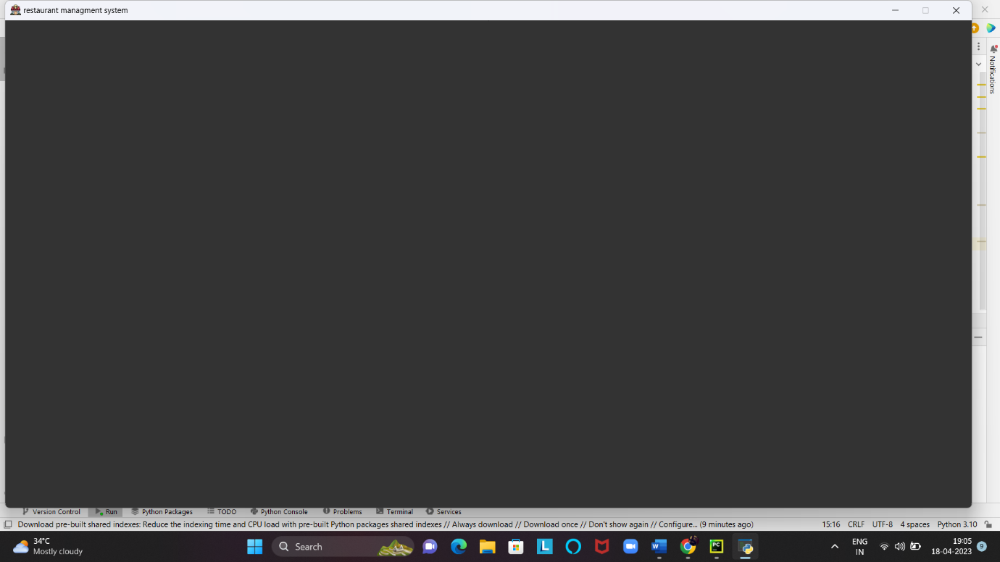 restaurant managment system
Notifications
Version Control Run Python Packages TODO Python Console Problems Terminal Services
Download pre-built shared indexes: Reduce the indexing time and CPU load with pre-built Python packages shared indexes // Always download // Download once // Don't show again // Configure... (9 minutes ago) 15:16 CRLF UTF-8 4 spaces Python 3.10
34°C
Mostly cloudy
Search
L
W
PC
ENG
IN
19:05
18-04-2023
9